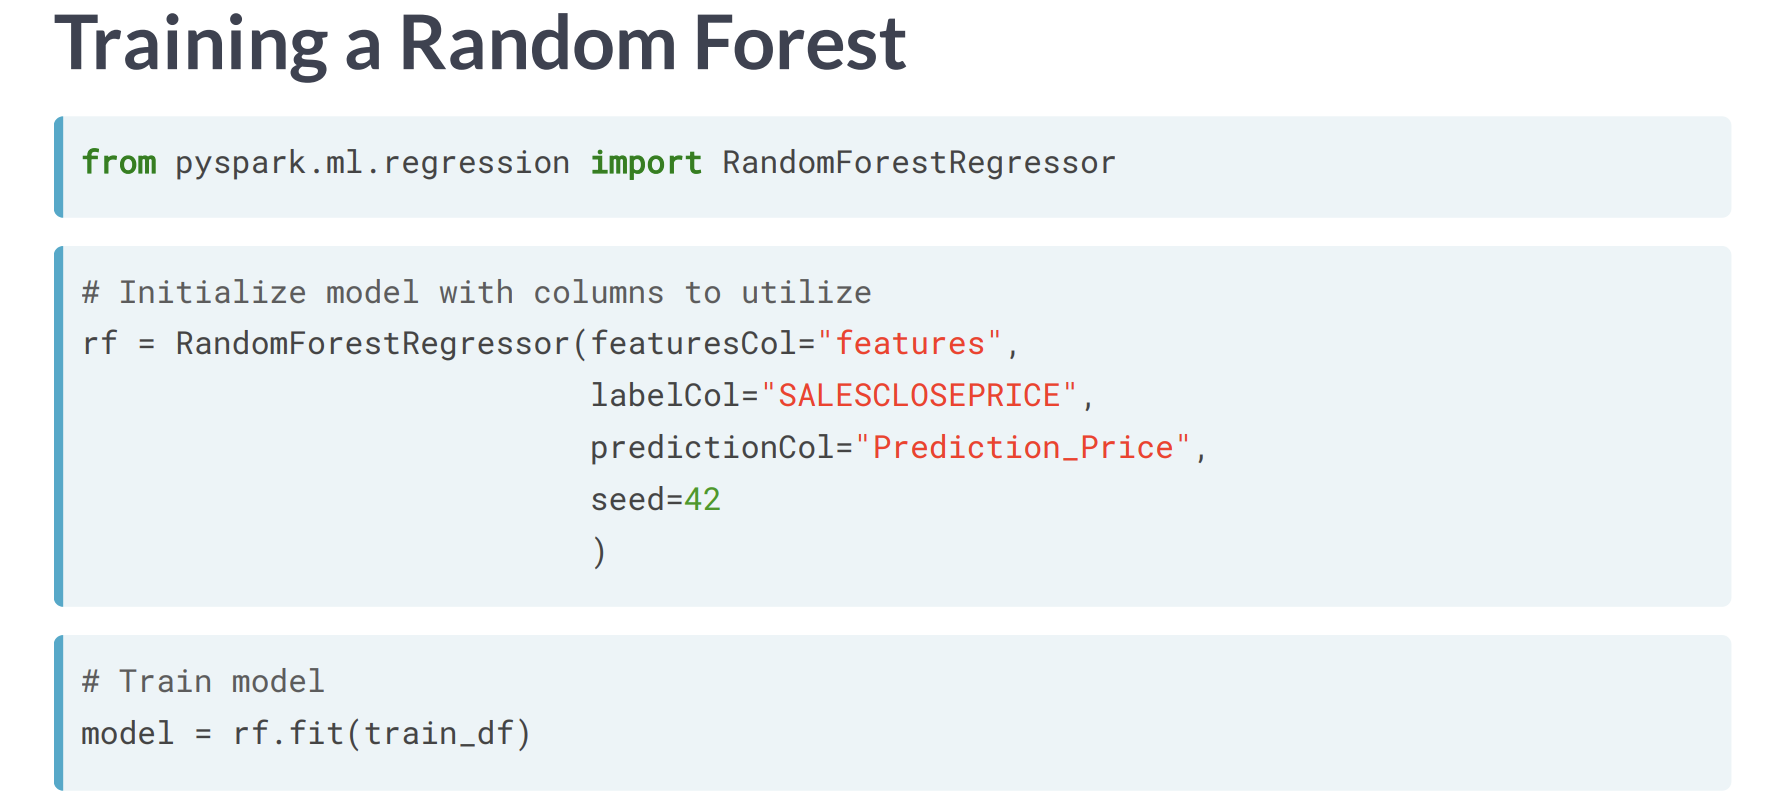 Training a Random Forest
from pyspark.ml.regression import RandomForestRegressor
# Initialize model with columns to utilize
rf = RandomForestRegressor(featuresCol="features",
                           labelCol="SALESCLOSEPRICE",
                           predictionCol="Prediction_Price",
                           seed=42
                           )
# Train model
model = rf.fit(train_df)